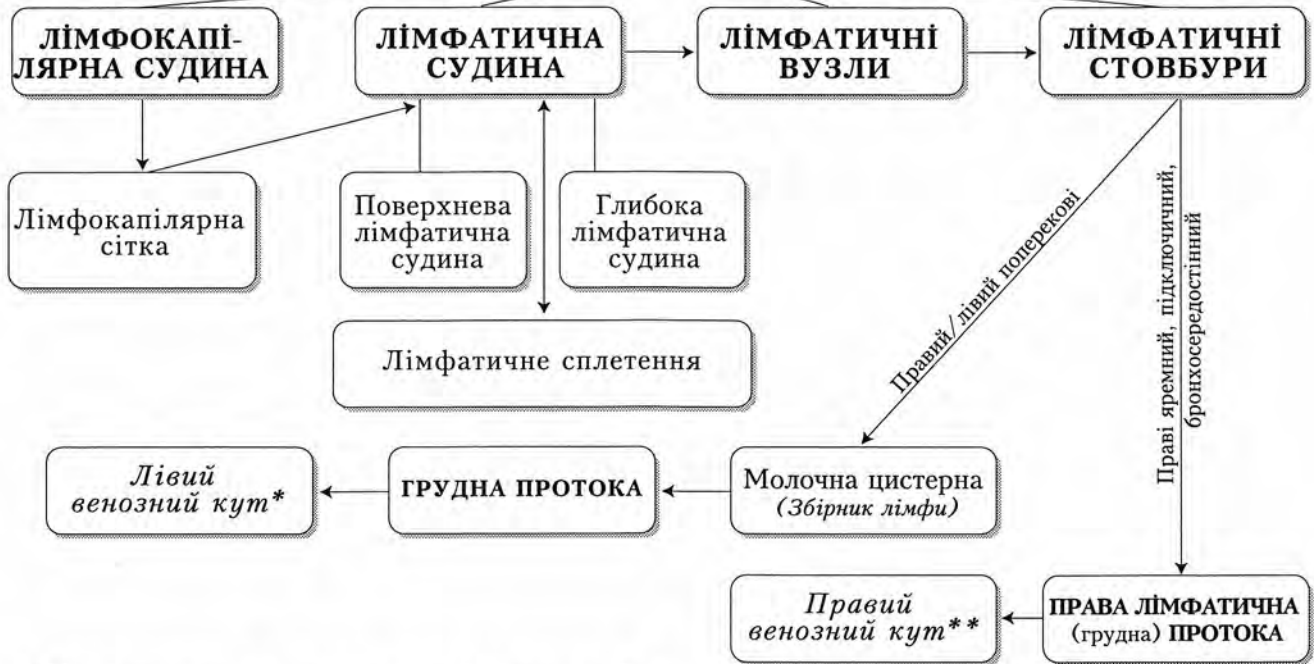 ЛІМФОКАПІ-
ЛЯРНА СУДИНА
ЛІМФАТИЧНА
СУДИНА
ЛІМФАТИЧНІ
ВУЗЛИ
ЛІМФАТИЧНІ
СТОВБУРИ
Лімфокапілярна
сітка
Поверхнева
лімфатична
судина
Глибока
лімфатична
судина
Лімфатичне сплетення
Правий/лівий поперекові
Праві яремний, підключичний,
бронхосередостінний
Лівий
венозний кут*
ГРУДНА ПРОТОКА
Молочна цистерна
(Збірник лімфи)
Правий
венозний кут**
ПРАВА ЛІМФАТИЧНА
(грудна) ПРОТОКА